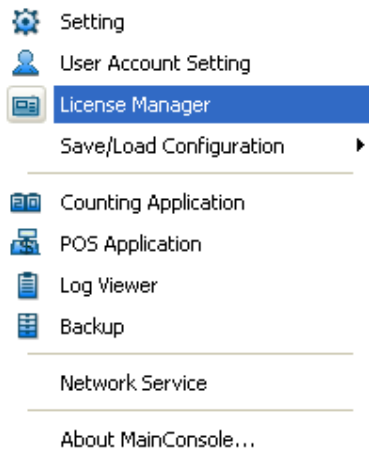 Setting
User Account Setting
License Manager
Save/Load Configuration
Counting Application
POS Application
Log Viewer
Backup
Network Service
About MainConsole...